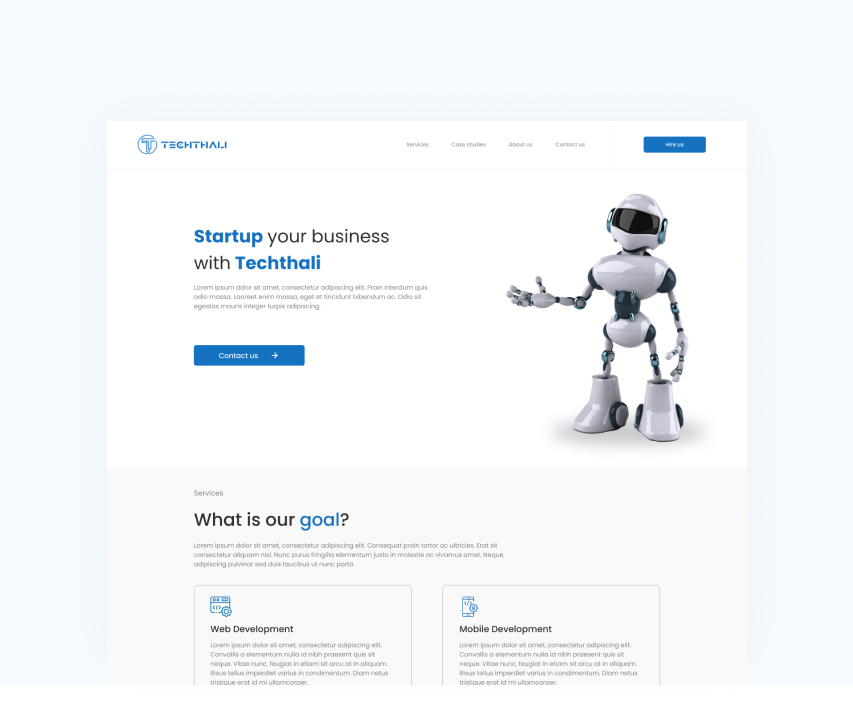 TECHTHALI
Services Case studies About us Contact us Hire us
Startup your business
with Techthali
Lorem ipsum dolor sit amet, consectetur adipiscing elit. Proin interdum quis
odio massa. Laoreet enim massa, eget et tincidunt bibendum ac. Odio sit
egestas mauris integer turpis adipiscing.
Contact us
Services
What is our goal?
Lorem ipsum dolor sit amet, consectetur adipiscing elit. Consequat proin tortor ac ultricies. Erat sit
consectetur aliquam nisl. Nunc purus fringilla elementum justo in molestie ac vivamus amet. Neque
adipiscing pulvinar sed duis faucibus ut nunc porta.
Web Development
Lorem ipsum dolor sit amet, consectetur adipiscing elit.
Convallis a elementum nulla id nibh praesent quis sit
neque. Vitae nunc, feugiat in etiam sit arcu at in aliquam.
Risus tellus imperdiet varius in condimentum. Diam netus
tristique erat id mi ullamcorper.
Mobile Development
Lorem ipsum dolor sit amet, consectetur adipiscing elit.
Convallis a elementum nulla id nibh praesent quis sit
neque. Vitae nunc, feugiat in etiam sit arcu at in aliquam.
Risus tellus imperdiet varius in condimentum. Diam netus
tristique erat id mi ullamcorper.